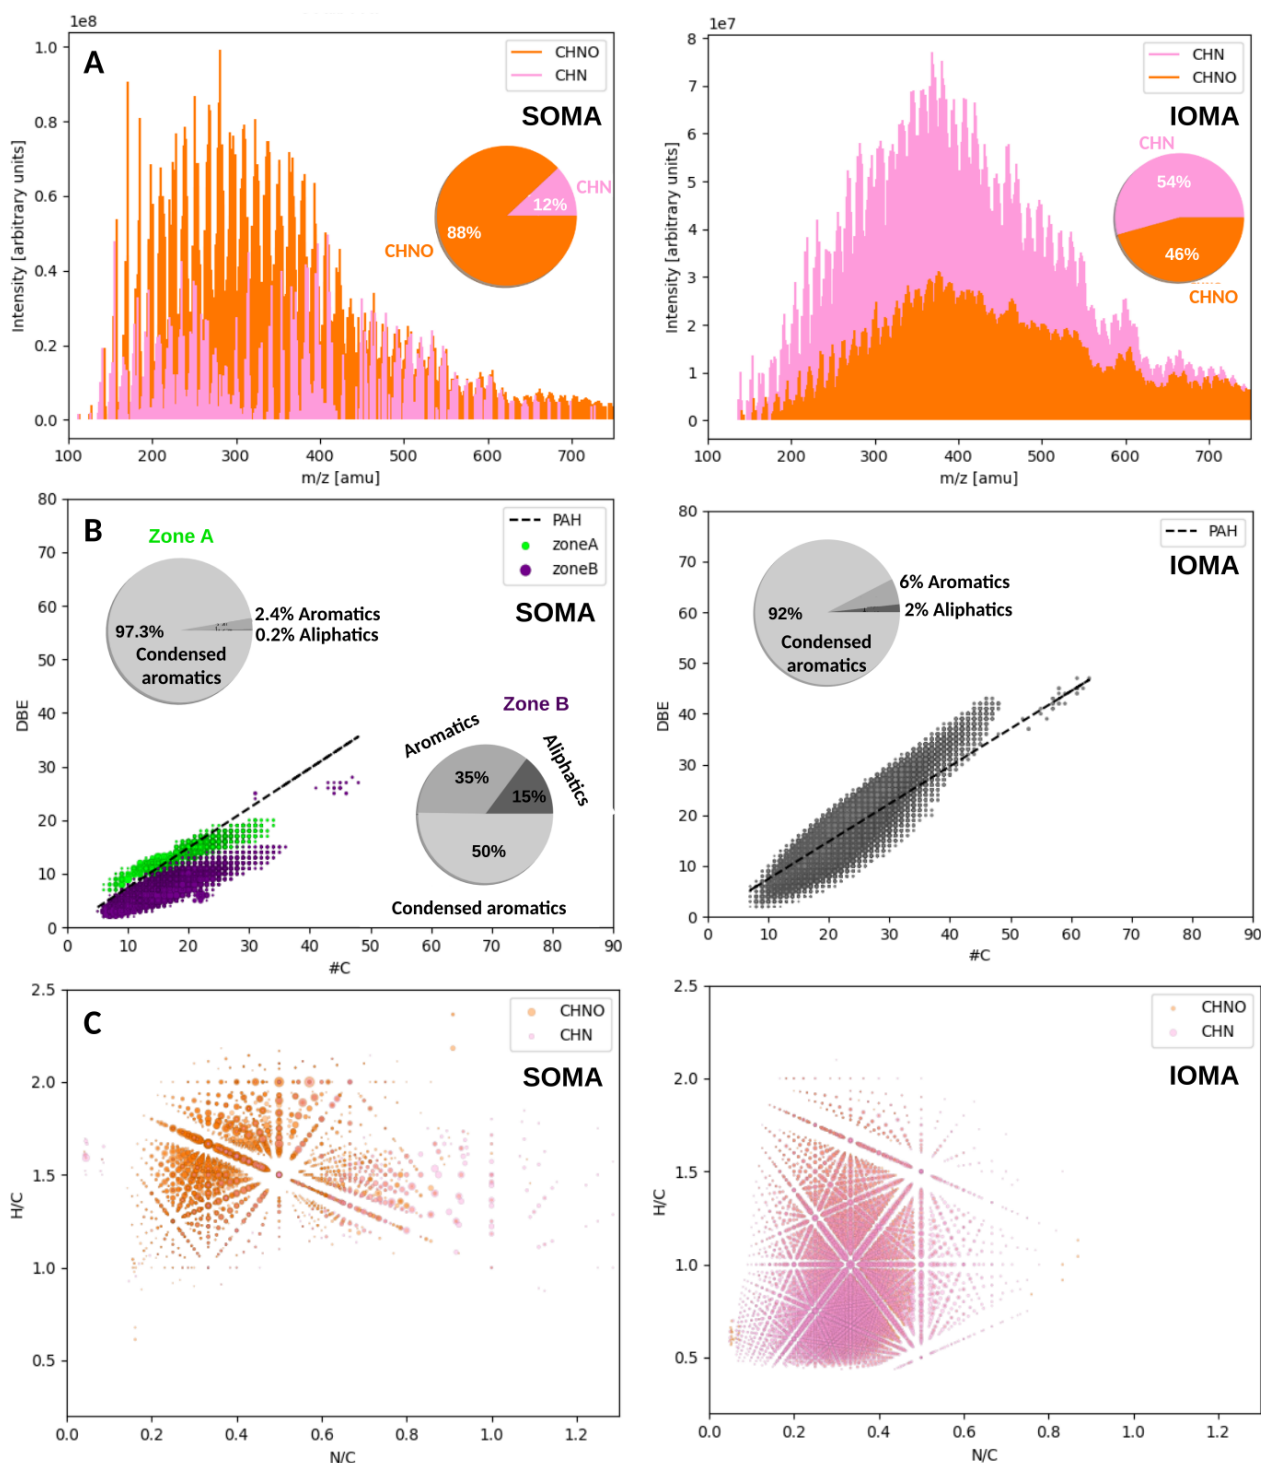 1e8
A
CHNO
CHN
SOMA
CHN
12%
88%
CHNO
Intensity [arbitrary units]
1.0
0.8
0.6
0.4
0.2
0.0
100 200 300 400 500 600 700
m/z [amu]
1e7
CHN
CHNO
IOMA
CHN
54%
46%
CHNO
Intensity [arbitrary units]
8
7
6
5
4
3
2
1
0
100 200 300 400 500 600 700
m/z [amu]
B
Zone A
PAH
zoneA
zoneB
SOMA
2.4% Aromatics
0.2% Aliphatics
97.3%
Condensed
aromatics
Zone B
Aromatics
Aliphatics
35%
15%
50%
Condensed aromatics
DBE
80
70
60
50
40
30
20
10
0
0 10 20 30 40 50 60 70 80 90
#C
PAH
IOMA
6% Aromatics
2% Aliphatics
92%
Condensed
aromatics
DBE
80
70
60
50
40
30
20
10
0
0 10 20 30 40 50 60 70 80 90
#C
C
CHNO
CHN
SOMA
H/C
2.5
2.0
1.5
1.0
0.5
0.0 0.2 0.4 0.6 0.8 1.0 1.2
N/C
CHNO
CHN
IOMA
H/C
2.5
2.0
1.5
1.0
0.5
0.0 0.2 0.4 0.6 0.8 1.0 1.2
N/C